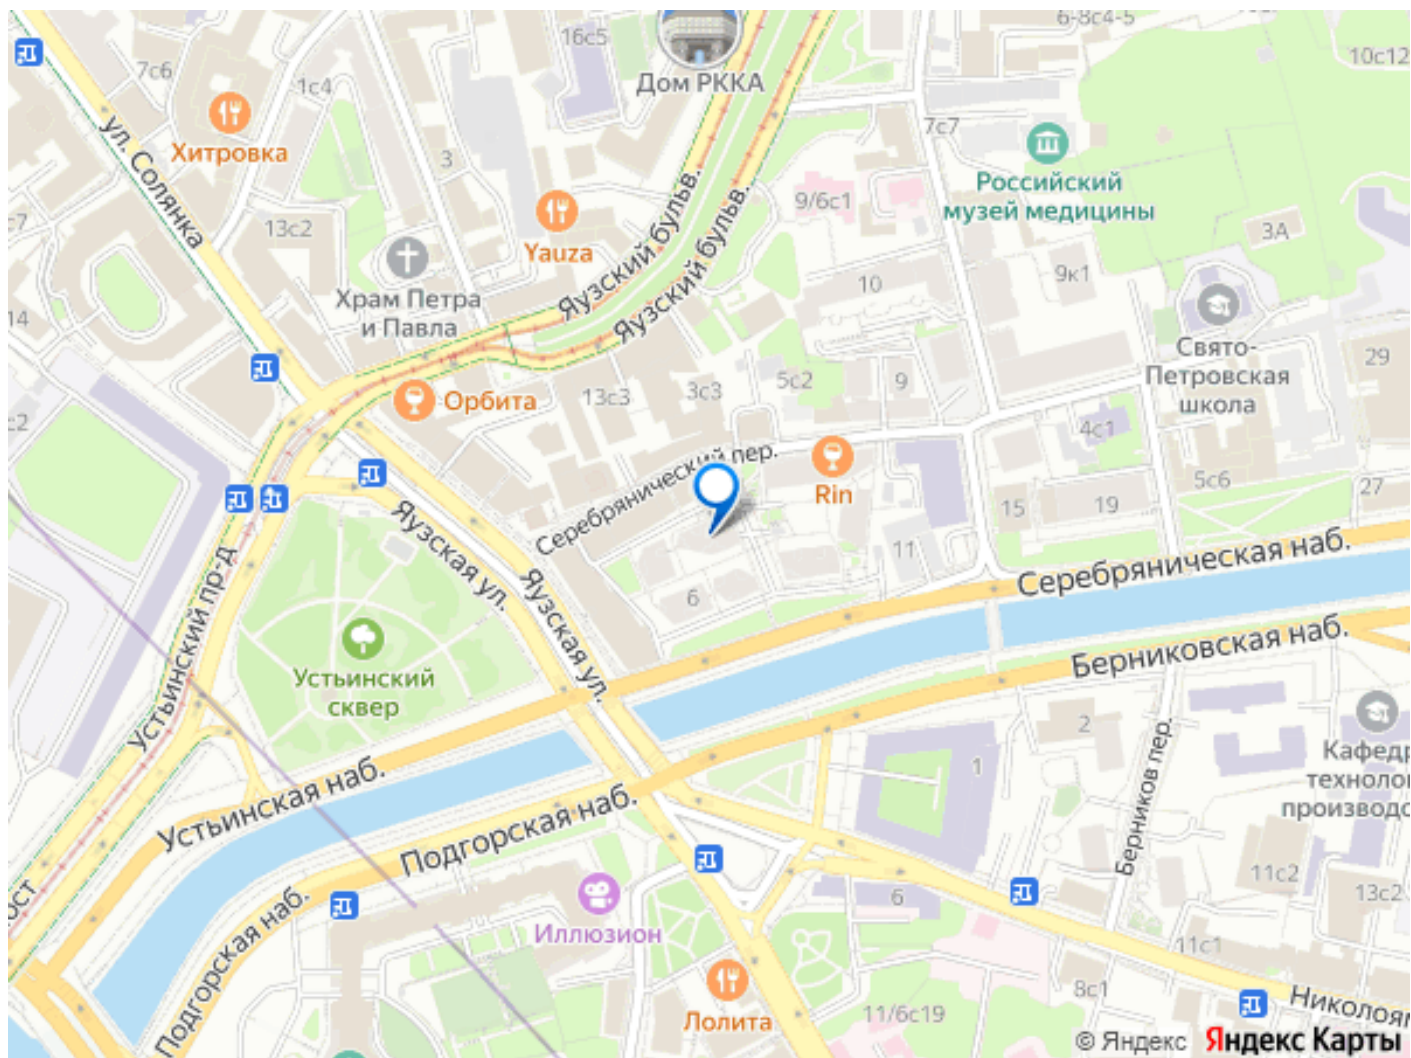 16с5
6-8с4-5
10с12
7с6
1с4
Дом РККА
7с7
ул. Солянка
Хитровка
3
Российский
музей медицины
9/6с1
Яузский бульв.
Яузский бульв.
13с2
Yauza
3А
10
9к1
Храм Петра
и Павла
14
Свято-
Петровская
школа
29
Орбита
13с3
3с3
5с2
9
4с1
Серебрянический пер.
Rin
5с6
27
15
19
11
Яузская ул.
Яузская ул.
6
Серебряническая наб.
Берниковская наб.
Устьинский пр-д
Устьинский
сквер
2
1
Берников пер.
Устьинская наб.
Подгорская наб.
Подгорская наб.
11с2
13с2
6
Иллюзион
11с1
Лолита
8с1
11/6с19
© Яндекс Яндекс Карты